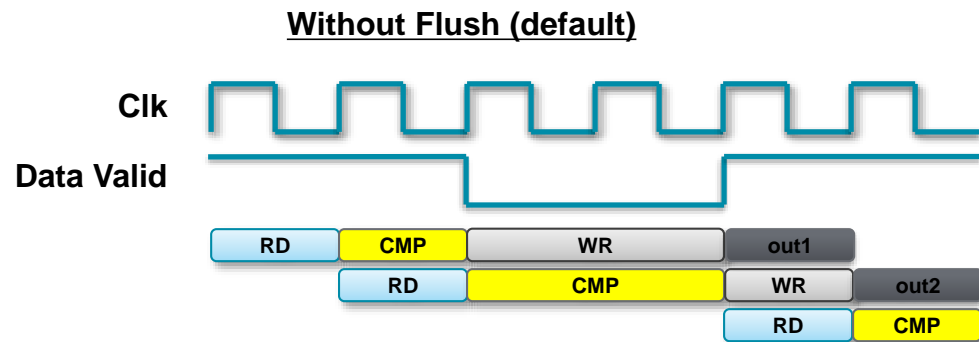 Without Flush (default)
Clk
Data Valid
RD CMP WR out1
RD CMP WR out2
RD CMP